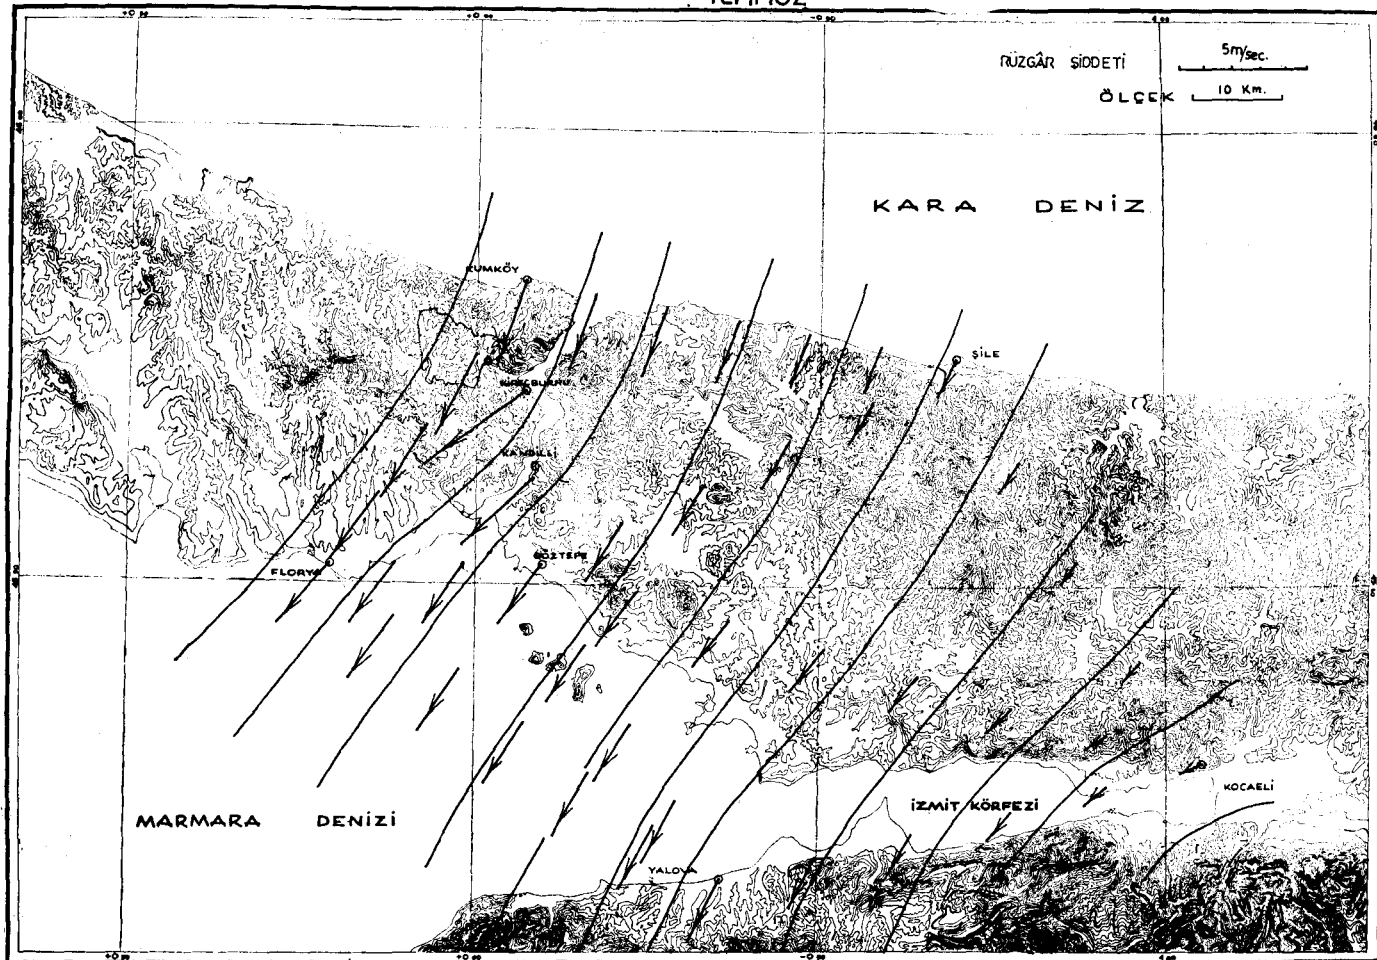 TEMMUZ
RÜZGÂR ŞİDDETİ 5m/sec.
ÖLÇEK 10 Km.
KARA DENİZ
KUMKÖY
ŞİLE
KANDİLLİ
GÖZTEPE
FLORYA
KOCAELİ
İZMİT KÖRFEZİ
MARMARA DENİZİ
YALOVA